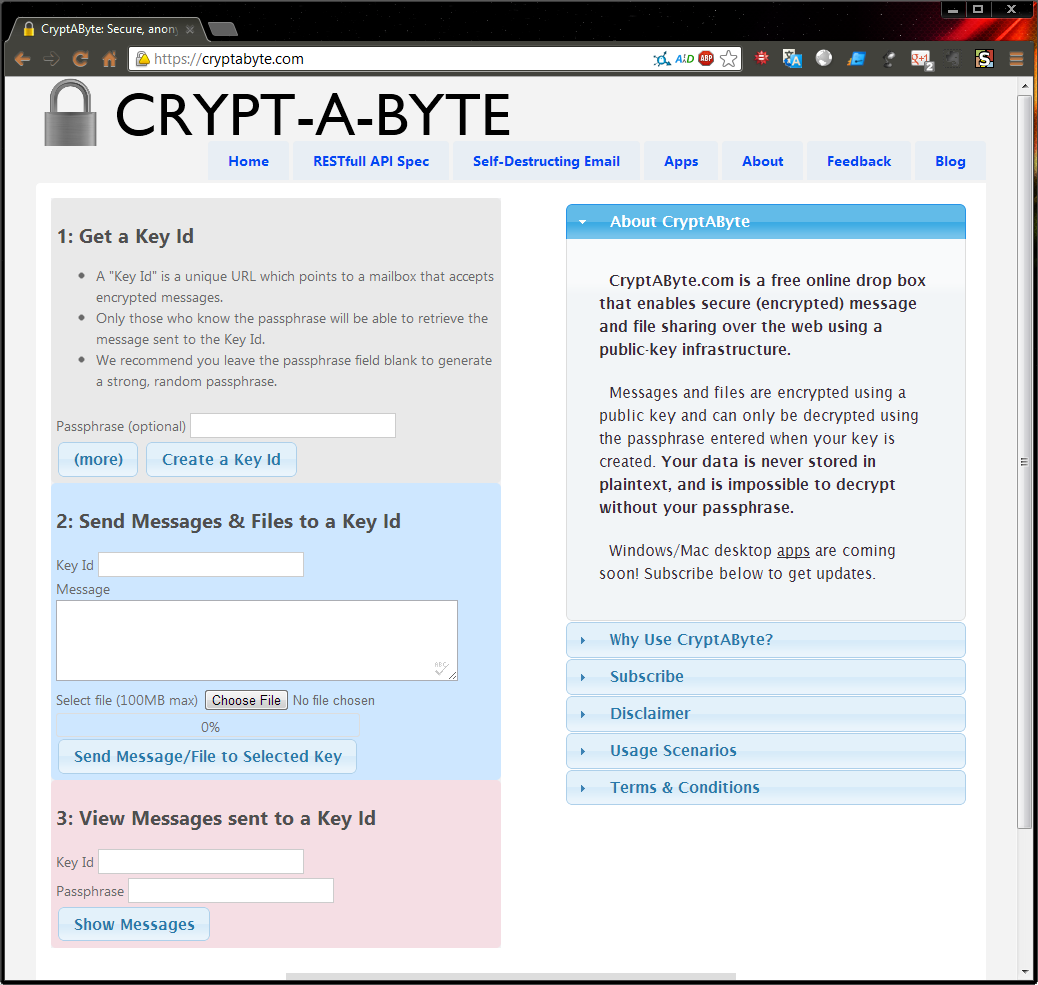 CryptAByte: Secure, anon
https://cryptabyte.com
A!D
ABP
g+1
2
S
CRYPT-A-BYTE
Home
RESTfull API Spec
Self-Destructing Email
Apps
About
Feedback
Blog
1: Get a Key Id
A "Key Id" is a unique URL which points to a mailbox that accepts
encrypted messages.
Only those who know the passphrase will be able to retrieve the
message sent to the Key Id.
We recommend you leave the passphrase field blank to generate
a strong, random passphrase.
Passphrase (optional)
(more)
Create a Key Id
2: Send Messages & Files to a Key Id
Key Id
Message
ABC
Select file (100MB max) Choose File No file chosen
0%
Send Message/File to Selected Key
3: View Messages sent to a Key Id
Key Id
Passphrase
Show Messages
About CryptAByte
CryptAByte.com is a free online drop box
that enables secure (encrypted) message
and file sharing over the web using a
public-key infrastructure.
Messages and files are encrypted using a
public key and can only be decrypted using
the passphrase entered when your key is
created. Your data is never stored in
plaintext, and is impossible to decrypt
without your passphrase.
Windows/Mac desktop apps are coming
soon! Subscribe below to get updates.
Why Use CryptAByte?
Subscribe
Disclaimer
Usage Scenarios
Terms & Conditions